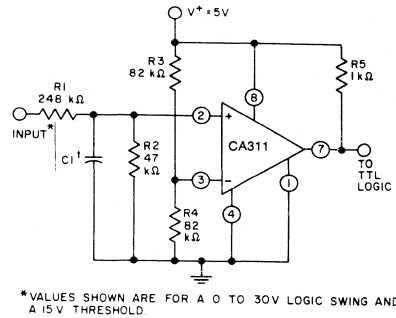 V+ = 5V
R3
82 kΩ
R5
1 kΩ
R1
248 kΩ
8
2
+
INPUT*
C1†
R2
47
kΩ
CA311
7
TO
TTL
LOGIC
3
−
1
4
R4
82
kΩ
*VALUES SHOWN ARE FOR A 0 TO 30V LOGIC SWING AND
A 15 V THRESHOLD.